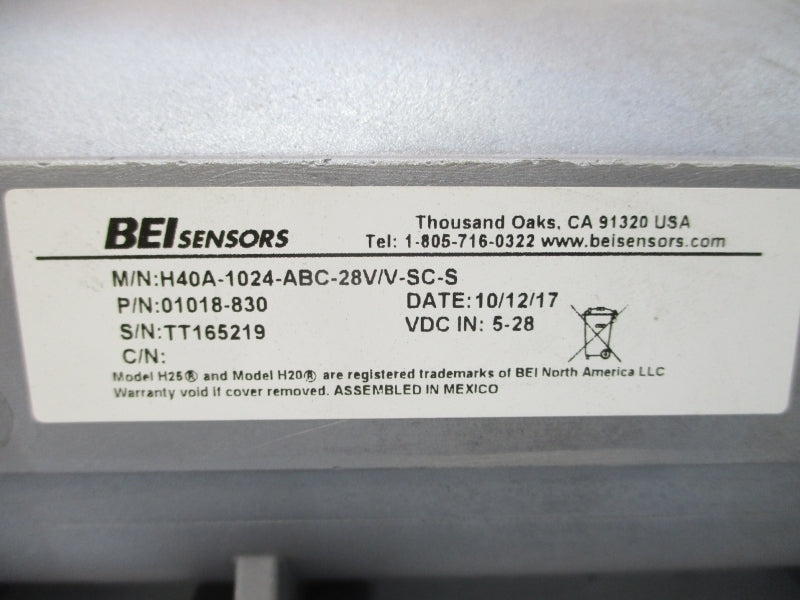 BEI SENSORS
Thousand Oaks, CA 91320 USA
Tel: 1-805-716-0322 www.beisensors.com
M/N:H40A-1024-ABC-28V/V-SC-S
P/N:01018-830
DATE:10/12/17
S/N:TT165219
VDC IN: 5-28
C/N:
Model H25® and Model H20® are registered trademarks of BEI North America LLC
Warranty void if cover removed. ASSEMBLED IN MEXICO